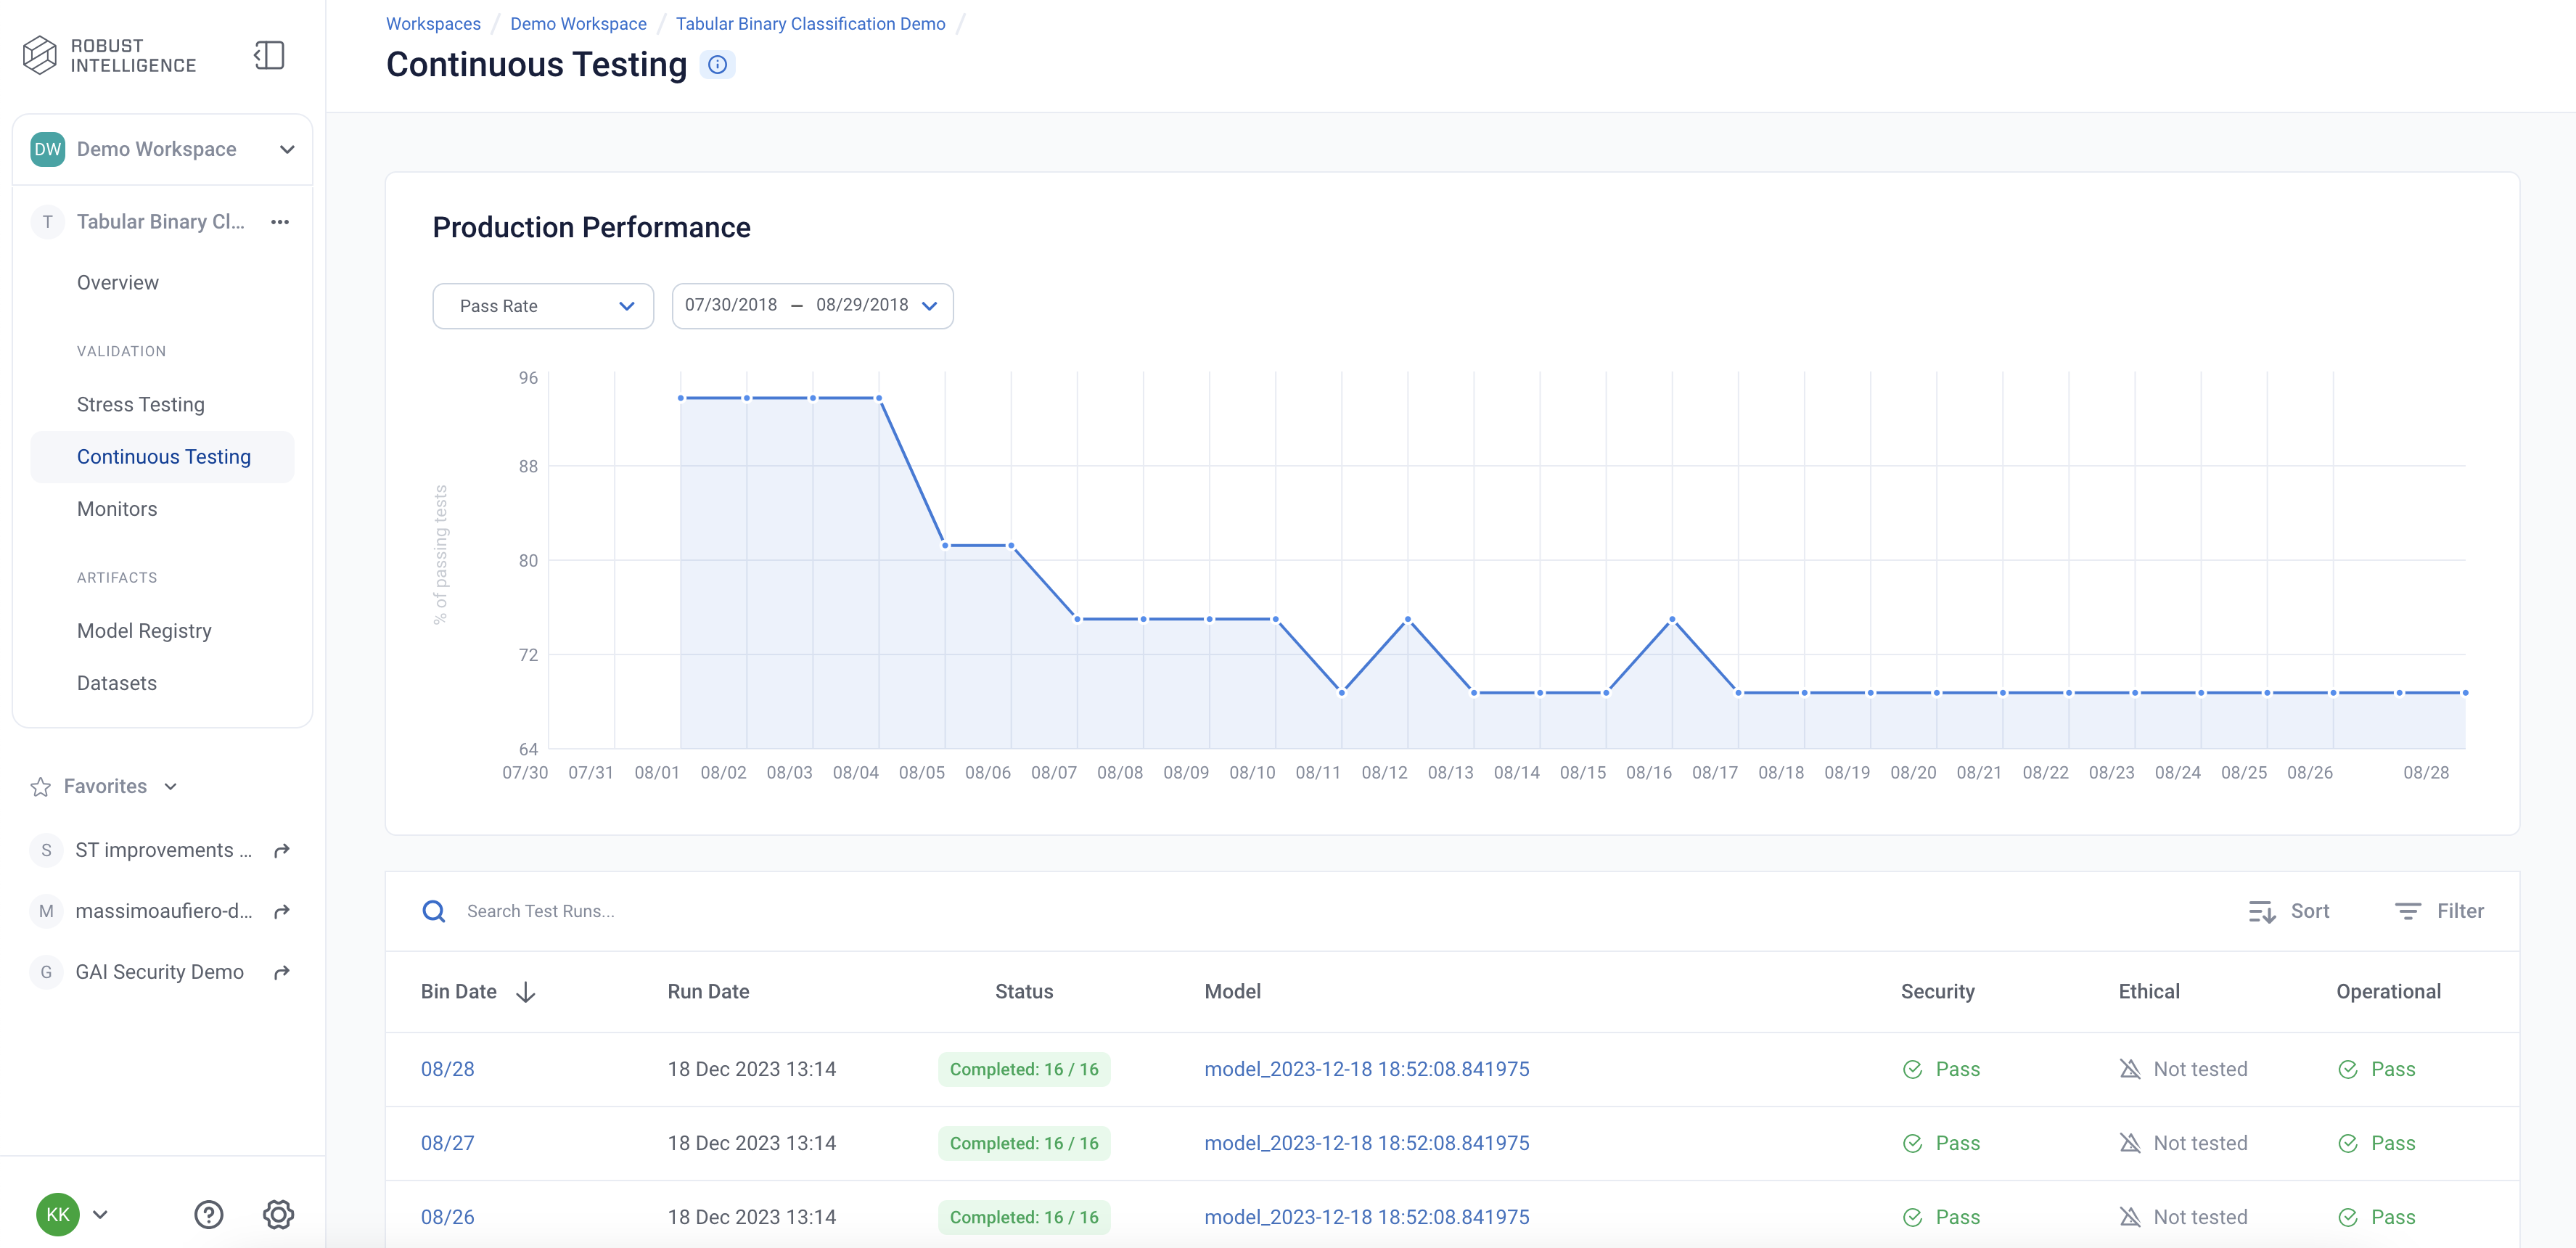 ROBUST
INTELLIGENCE
DW Demo Workspace
T Tabular Binary Cl...
Overview
VALIDATION
Stress Testing
Continuous Testing
Monitors
ARTIFACTS
Model Registry
Datasets
Favorites
S ST improvements ...
M massimoaufiero-d...
G GAI Security Demo
KK
Workspaces / Demo Workspace / Tabular Binary Classification Demo /
Continuous Testing
Production Performance
Pass Rate
07/30/2018 – 08/29/2018
% of passing tests
96
88
80
72
64
07/30 07/31 08/01 08/02 08/03 08/04 08/05 08/06 08/07 08/08 08/09 08/10 08/11 08/12 08/13 08/14 08/15 08/16 08/17 08/18 08/19 08/20 08/21 08/22 08/23 08/24 08/25 08/26 08/28
Search Test Runs...
Sort Filter
Bin Date Run Date Status Model Security Ethical Operational
08/28 18 Dec 2023 13:14 Completed: 16 / 16 model_2023-12-18 18:52:08.841975 Pass Not tested Pass
08/27 18 Dec 2023 13:14 Completed: 16 / 16 model_2023-12-18 18:52:08.841975 Pass Not tested Pass
08/26 18 Dec 2023 13:14 Completed: 16 / 16 model_2023-12-18 18:52:08.841975 Pass Not tested Pass